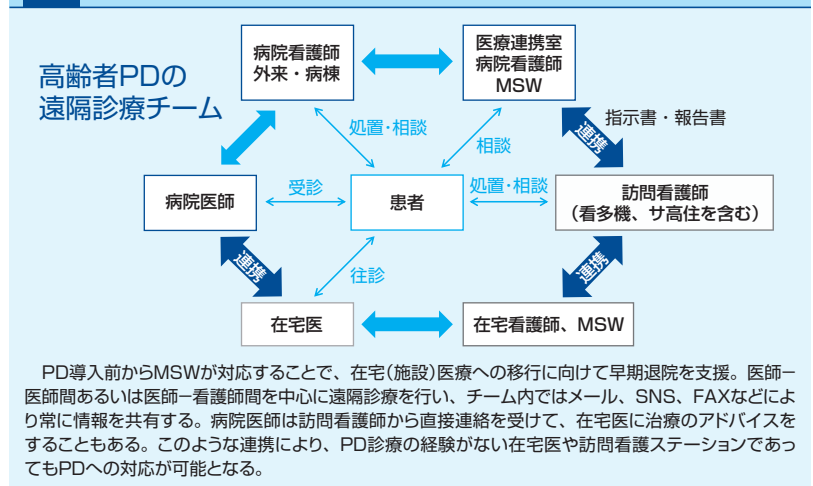 高齢者PDの
遠隔診療チーム
病院看護師
外来・病棟
医療連携室
病院看護師
MSW
指示書・報告書
連携
処置・相談
相談
病院医師
受診
患者
処置・相談
訪問看護師
（看多機、サ高住を含む）
連携
往診
連携
在宅医
在宅看護師、MSW
PD導入前からMSWが対応することで、在宅（施設）医療への移行に向けて早期退院を支援。医師－
医師間あるいは医師－看護師間を中心に遠隔診療を行い、チーム内ではメール、SNS、FAXなどによ
り常に情報を共有する。病院医師は訪問看護師から直接連絡を受けて、在宅医に治療のアドバイスを
することもある。このような連携により、PD診療の経験がない在宅医や訪問看護ステーションであっ
てもPDへの対応が可能となる。